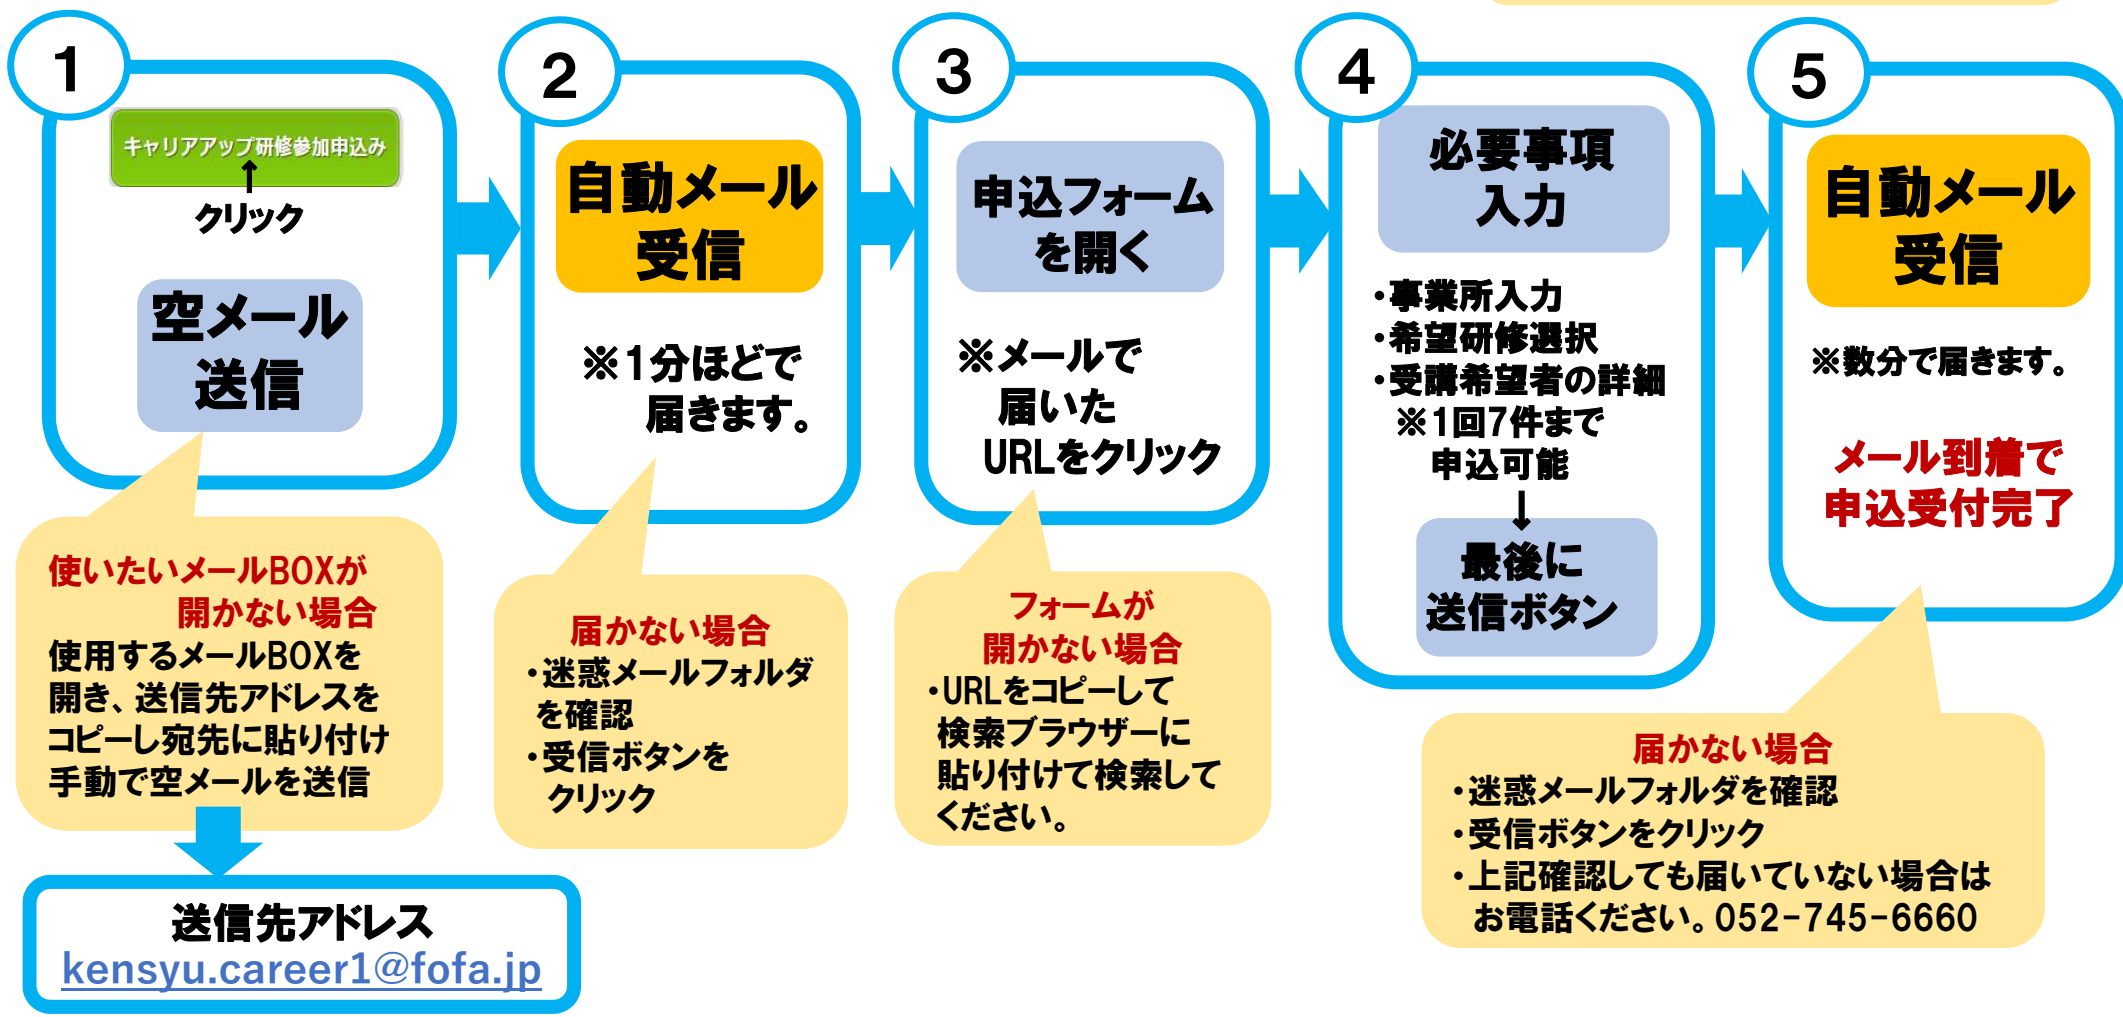 1
キャリアアップ研修参加申込み
↑
クリック
空メール
送信
使いたいメールBOXが
開かない場合
使用するメールBOXを
開き、送信先アドレスを
コピーし宛先に貼り付け
手動で空メールを送信
送信先アドレス
kensyu.career1@fofa.jp
2
自動メール
受信
※1分ほどで
届きます。
届かない場合
・迷惑メールフォルダ
を確認
・受信ボタンを
クリック
3
申込フォーム
を開く
※メールで
届いた
URLをクリック
フォームが
開かない場合
・URLをコピーして
検索ブラウザーに
貼り付けて検索して
ください。
4
必要事項
入力
・事業所入力
・希望研修選択
・受講希望者の詳細
※1回7件まで
申込可能
↓
最後に
送信ボタン
5
自動メール
受信
※数分で届きます。
メール到着で
申込受付完了
届かない場合
・迷惑メールフォルダを確認
・受信ボタンをクリック
・上記確認しても届いていない場合は
お電話ください。052-745-6660